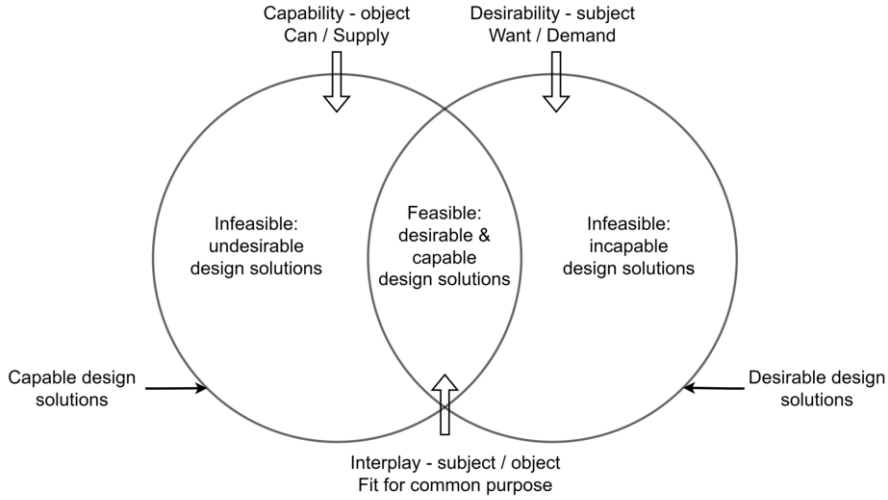 Capability - object
Can / Supply
Desirability - subject
Want / Demand
Infeasible:
undesirable
design solutions
Feasible:
desirable &
capable
design solutions
Infeasible:
incapable
design solutions
Capable design
solutions
Desirable design
solutions
Interplay - subject / object
Fit for common purpose